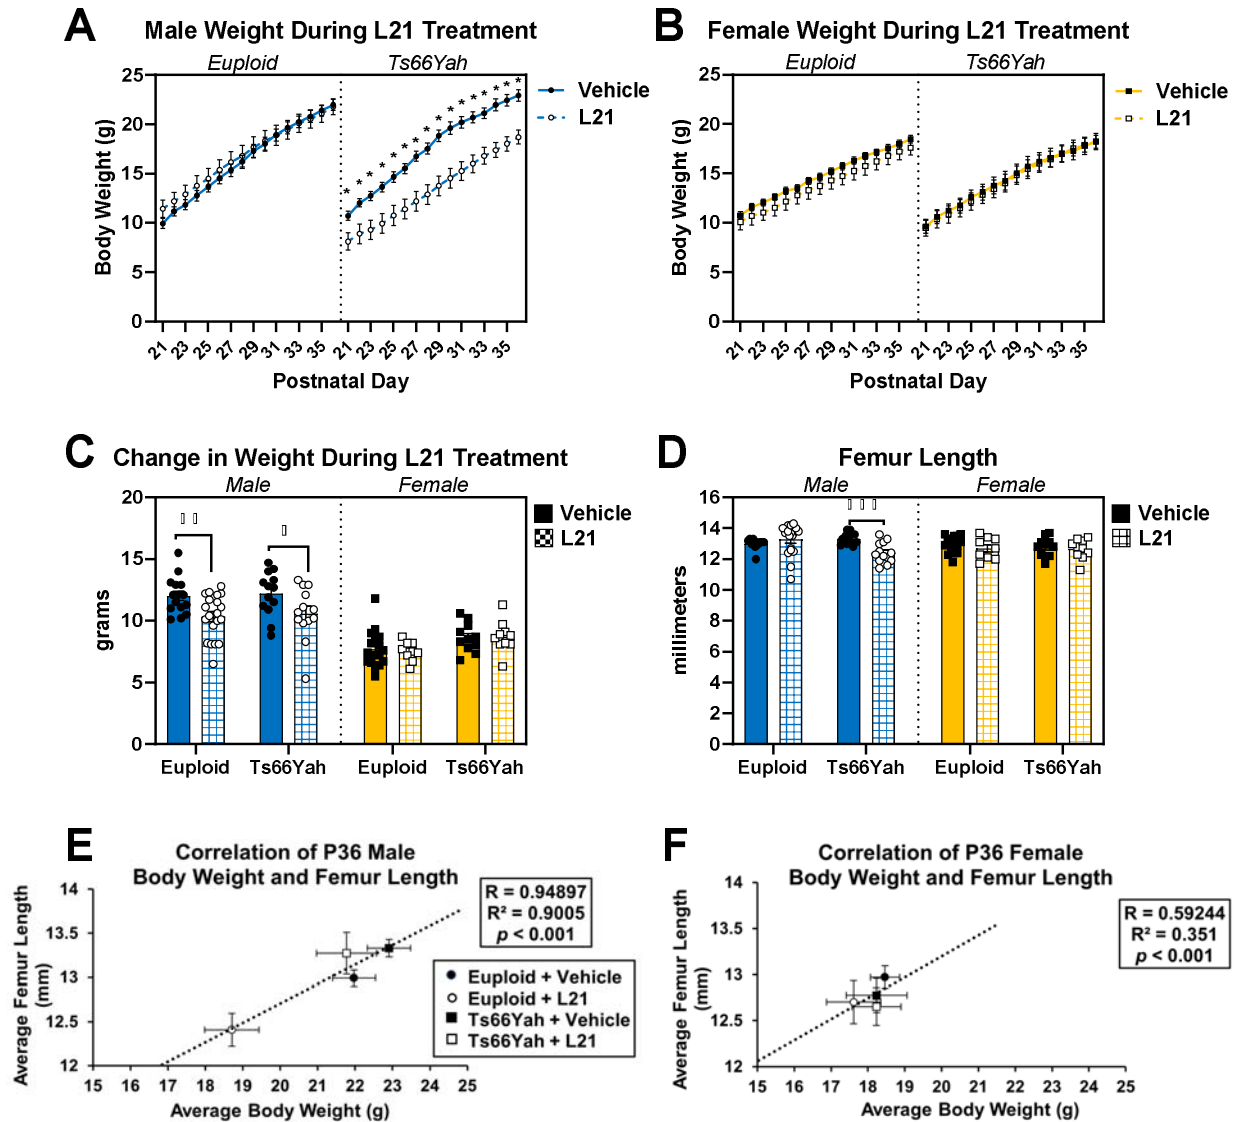 A
Male Weight During L21 Treatment
Euploid
Ts66Yah
Body Weight (g)
25
20
15
10
5
0
* * * * * * * * * * * * * * * *
21 23 25 27 29 31 33 35
21 23 25 27 29 31 33 35
Postnatal Day
Vehicle
L21
B
Female Weight During L21 Treatment
Euploid
Ts66Yah
Body Weight (g)
25
20
15
10
5
0
21 23 25 27 29 31 33 35
21 23 25 27 29 31 33 35
Postnatal Day
Vehicle
L21
C
Change in Weight During L21 Treatment
Male
Female
grams
20
15
10
5
0
Euploid
Ts66Yah
Euploid
Ts66Yah
Vehicle
L21
D
Femur Length
Male
Female
millimeters
16
14
12
10
8
6
4
2
0
Euploid
Ts66Yah
Euploid
Ts66Yah
Vehicle
L21
E
Correlation of P36 Male
Body Weight and Femur Length
Average Femur Length
(mm)
14
13.5
13
12.5
12
15 16 17 18 19 20 21 22 23 24 25
Average Body Weight (g)
R = 0.94897
R² = 0.9005
p < 0.001
Euploid + Vehicle
Euploid + L21
Ts66Yah + Vehicle
Ts66Yah + L21
F
Correlation of P36 Female
Body Weight and Femur Length
Average Femur Length
(mm)
14
13.5
13
12.5
12
15 16 17 18 19 20 21 22 23 24 25
Average Body Weight (g)
R = 0.59244
R² = 0.351
p < 0.001